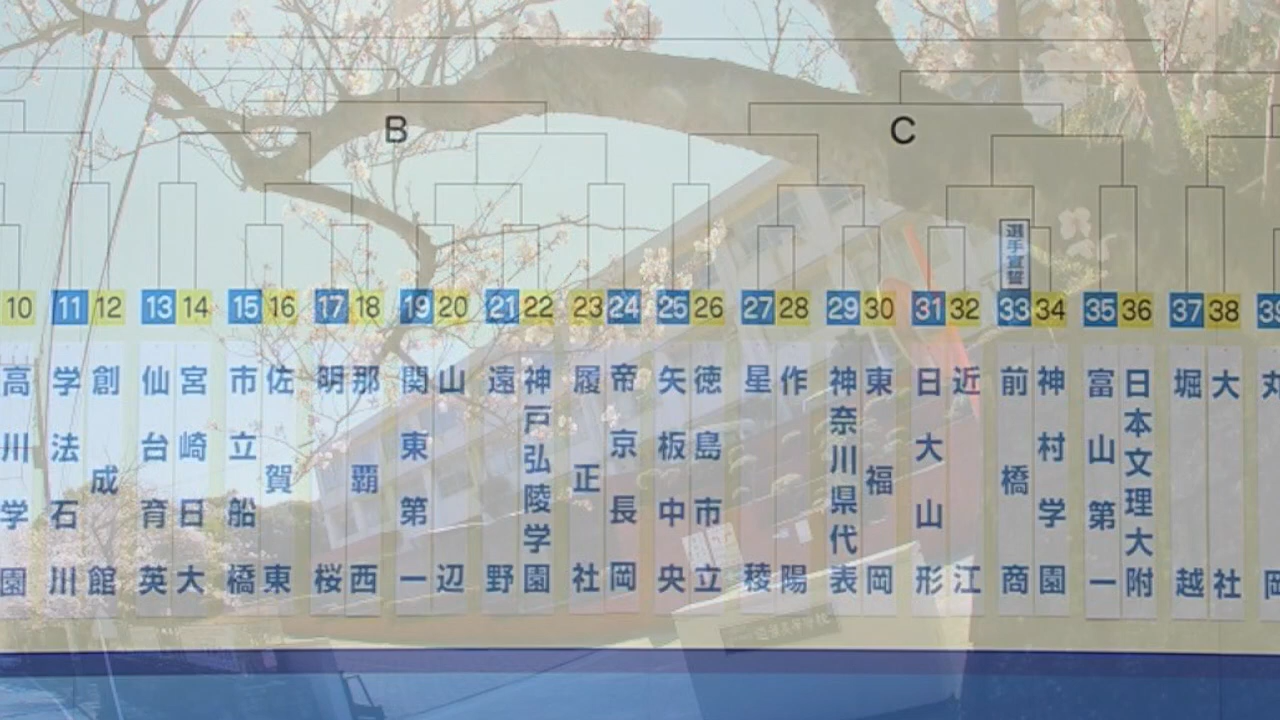 B
C
選手宣誓
10 11 12 13 14 15 16 17 18 19 20 21 22 23 24 25 26 27 28 29 30 31 32 33 34 35 36 37 38 39
高川学園
学法石川
創成館
仙台育英
宮崎日大
市立船橋
佐賀東
明桜
那覇西
関東第一
山辺
遠野
神戸弘陵学園
履正社
帝京長岡
矢板中央
徳島市立
星稜
作陽
神奈川県代表
東福岡
日大山形
近江
前橋商
神村学園
富山第一
日本文理大附
堀越
大社
丸岡